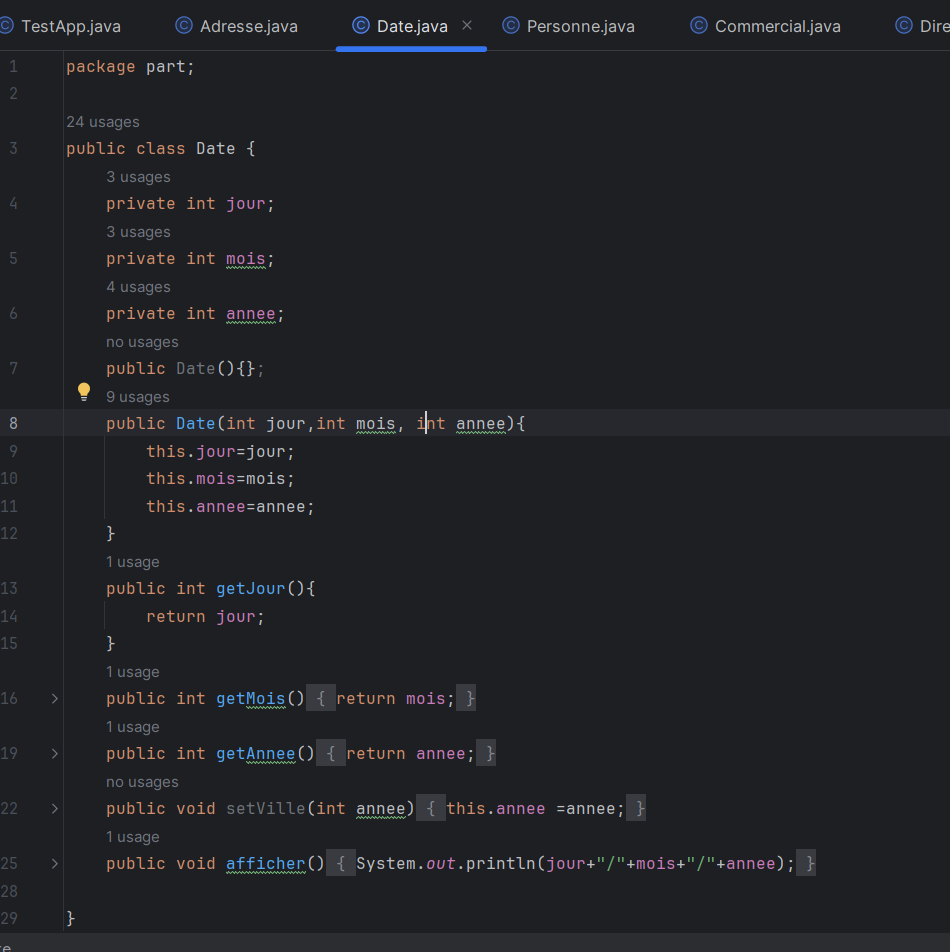 TestApp.java Adresse.java Date.java Personne.java Commercial.java Dire
1 package part;
2
24 usages
3 public class Date {
3 usages
4 private int jour;
3 usages
5 private int mois;
4 usages
6 private int annee;
no usages
7 public Date(){};
9 usages
8 public Date(int jour,int mois, int annee){
9 this.jour=jour;
10 this.mois=mois;
11 this.annee=annee;
12 }
1 usage
13 public int getJour(){
14 return jour;
15 }
1 usage
16 public int getMois() { return mois; }
1 usage
19 public int getAnnee() { return annee; }
no usages
22 public void setVille(int annee) { this.annee =annee; }
1 usage
25 public void afficher() { System.out.println(jour+"/"+mois+"/"+annee); }
28
29 }